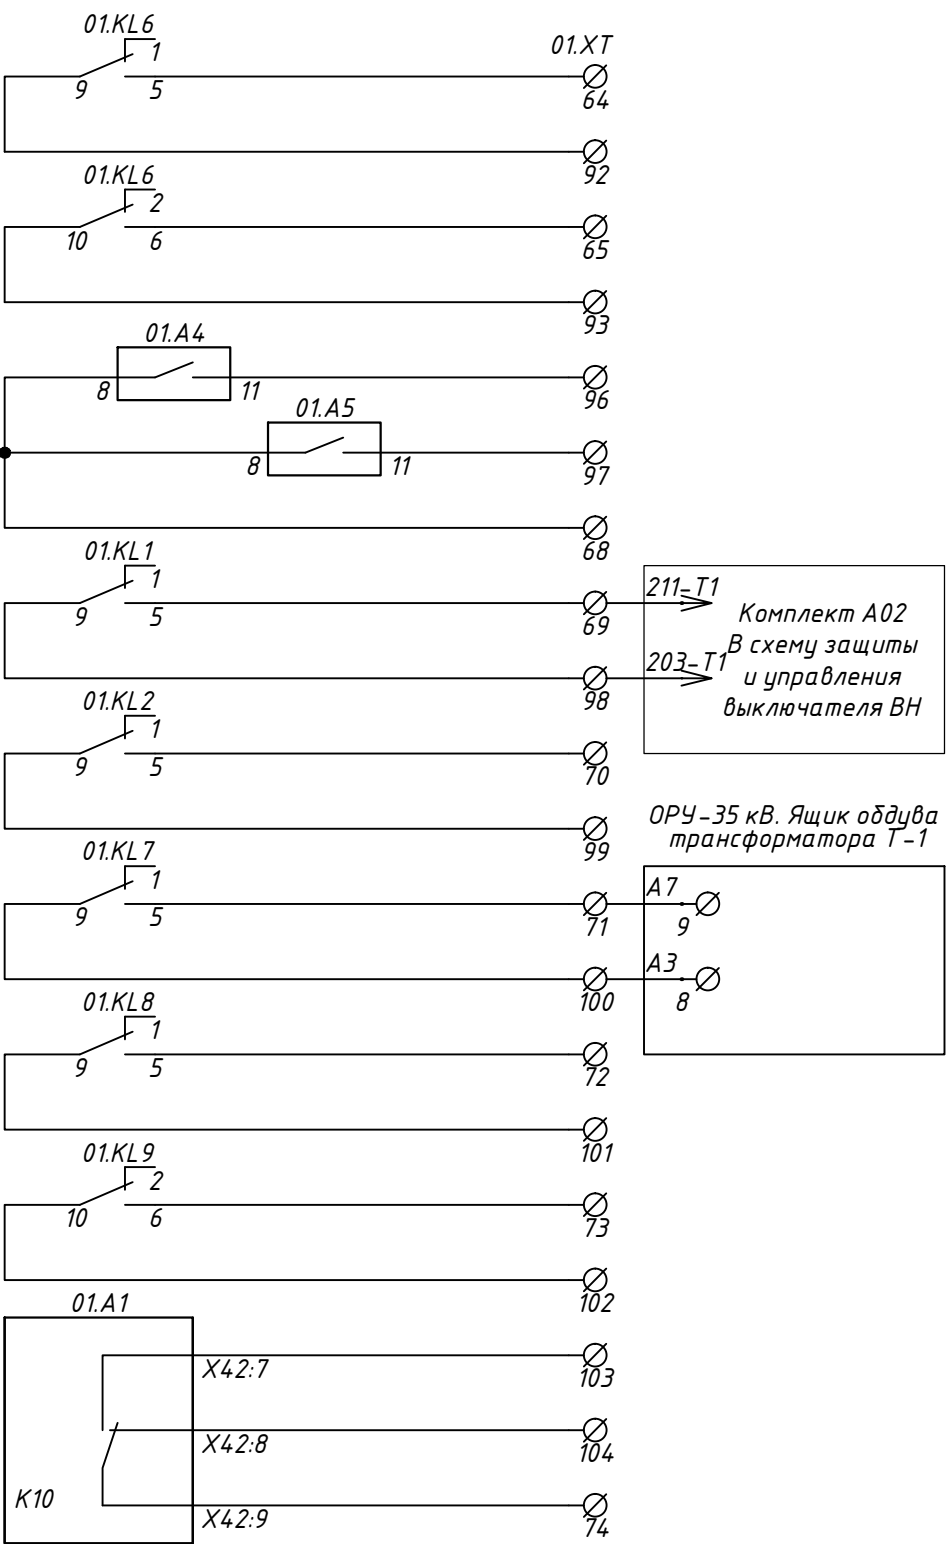 01.KL6
01.XT
1
9
5
64
92
01.KL6
2
10
6
65
93
01.A4
8
11
96
01.A5
8
11
97
68
01.KL1
1
9
5
69
211-Т1
Комплект А02
В схему защиты
203-Т1
и управления
98
выключателя ВН
01.KL2
1
9
5
70
99
ОРУ-35 кВ. Ящик обдува
трансформатора Т-1
01.KL7
1
9
5
71
A7
9
A3
100
8
01.KL8
1
9
5
72
101
01.KL9
2
10
6
73
102
01.A1
X42:7
103
X42:8
104
K10
X42:9
74